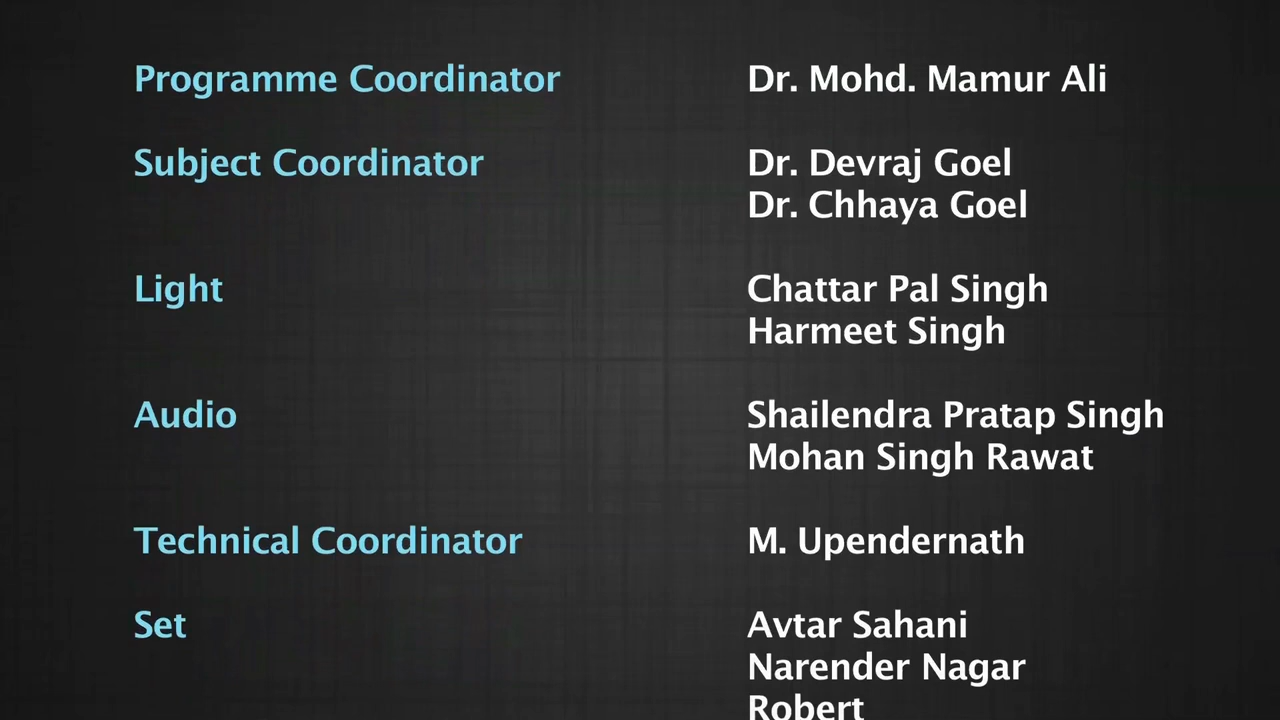 Programme Coordinator Dr. Mohd. Mamur Ali
Subject Coordinator Dr. Devraj Goel
Dr. Chhaya Goel
Light Chattar Pal Singh
Harmeet Singh
Audio Shailendra Pratap Singh
Mohan Singh Rawat
Technical Coordinator M. Upendernath
Set Avtar Sahani
Narender Nagar
Robert